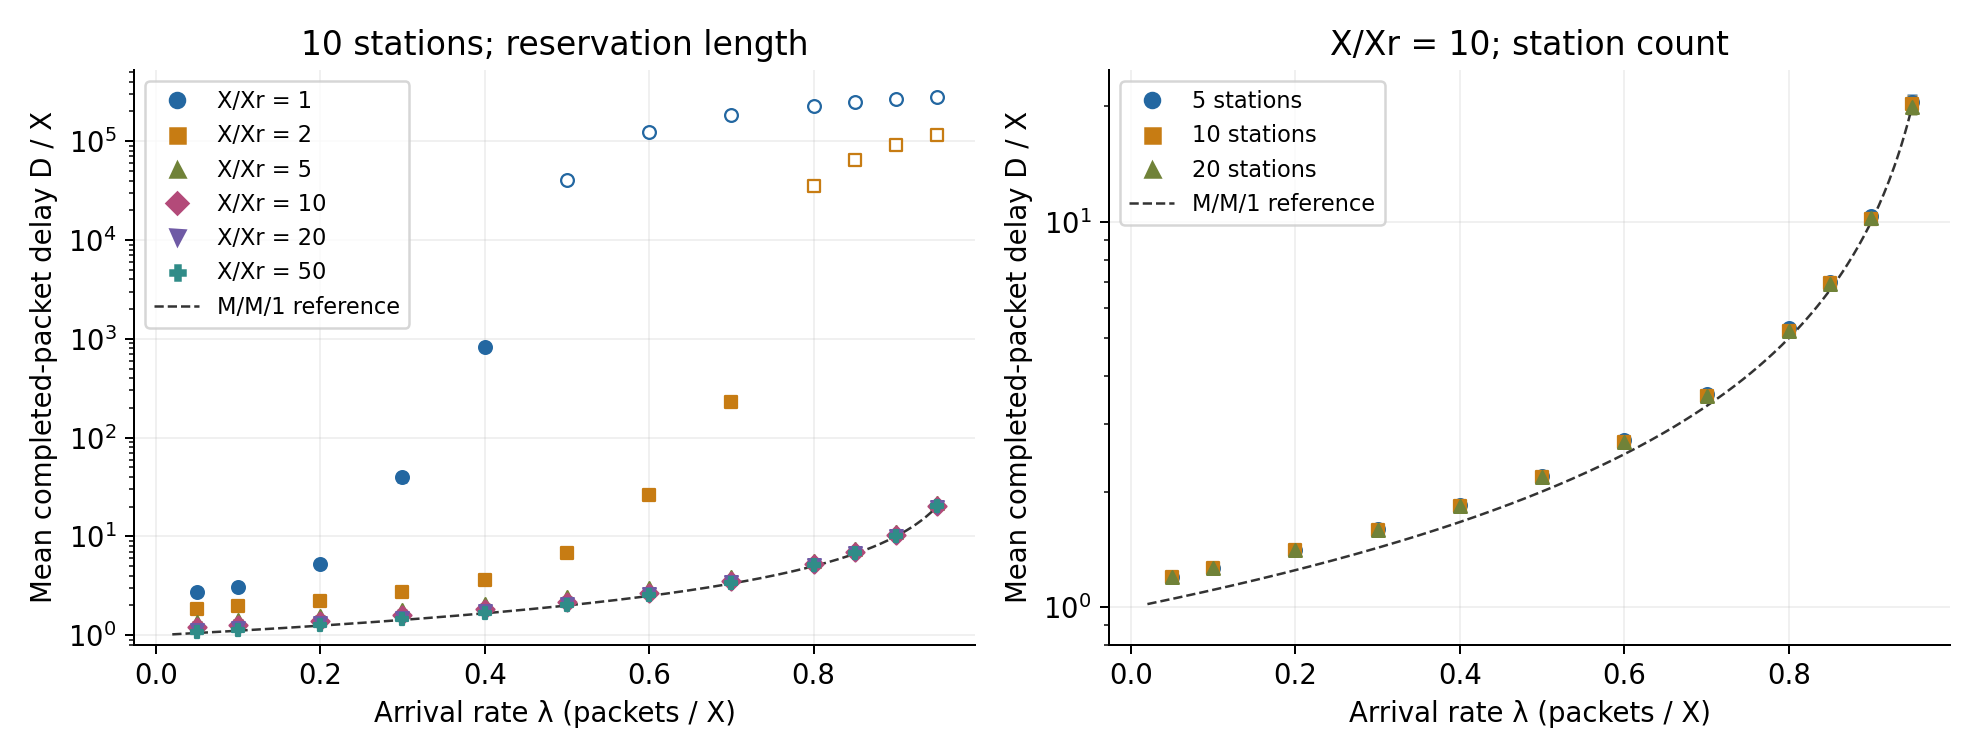 10 stations; reservation length
Mean completed-packet delay D / X
10⁵
10⁴
10³
10²
10¹
10⁰
X/Xr = 1
X/Xr = 2
X/Xr = 5
X/Xr = 10
X/Xr = 20
X/Xr = 50
M/M/1 reference
0.0 0.2 0.4 0.6 0.8
Arrival rate λ (packets / X)
X/Xr = 10; station count
Mean completed-packet delay D / X
10¹
10⁰
5 stations
10 stations
20 stations
M/M/1 reference
0.0 0.2 0.4 0.6 0.8
Arrival rate λ (packets / X)